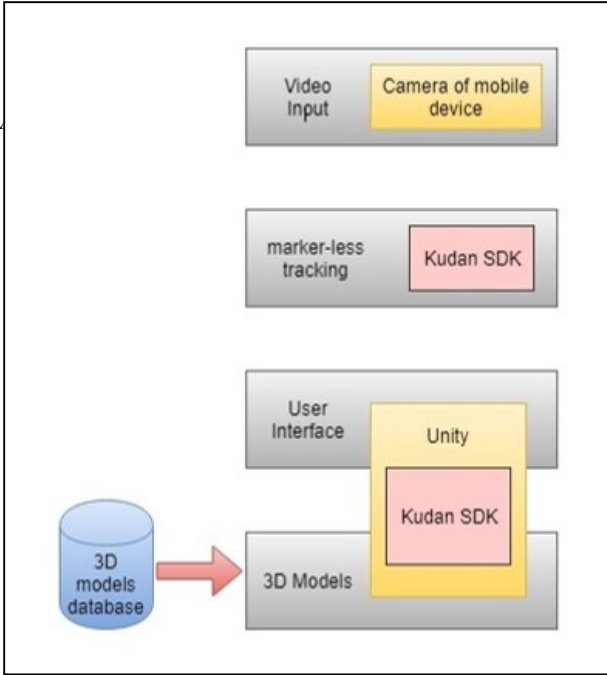 Video
Input
Camera of mobile
device
marker-less
tracking
Kudan SDK
User
Interface
Unity
Kudan SDK
3D
models
database
3D Models